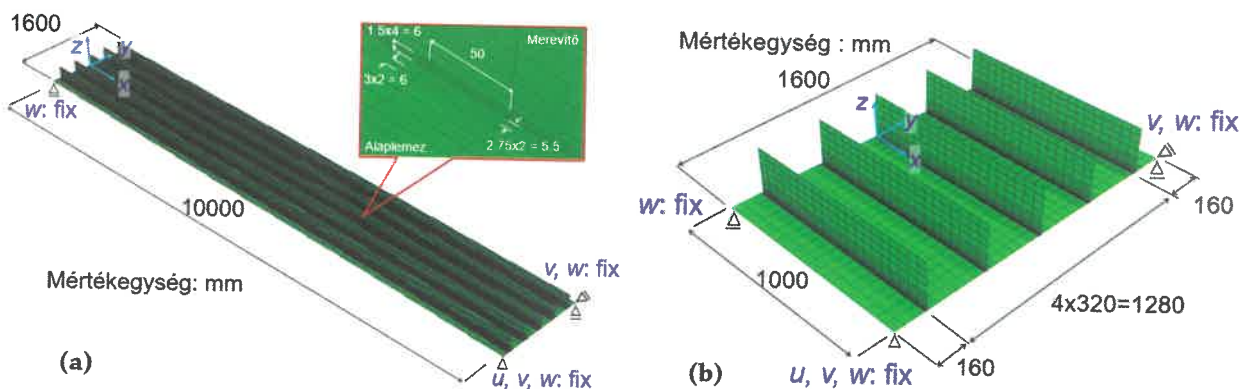 1600
z
y
x
w: fix
10000
Mértékegység: mm
1.5x4 = 6
Merevítő
50
3x2 = 6
Alaplemez
2.75x2 = 5.5
v, w: fix
u, v, w: fix
(a)
Mértékegység : mm
1600
z
y
x
v, w: fix
160
w: fix
1000
4x320=1280
160
u, v, w: fix
(b)